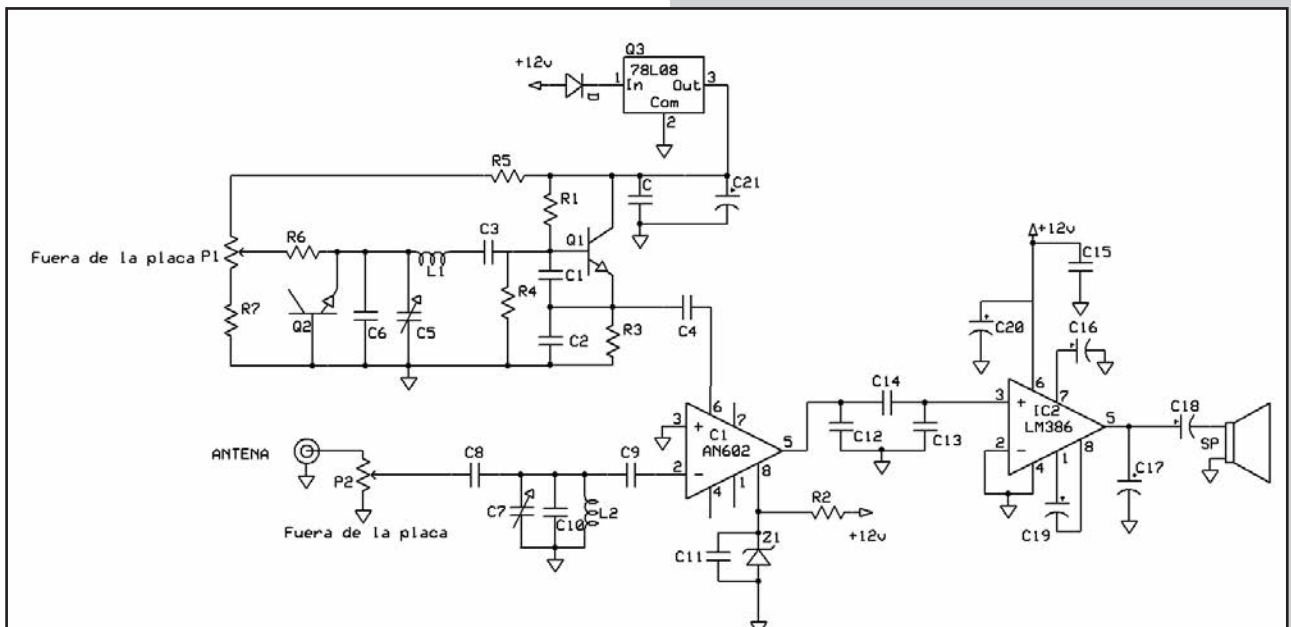 Q3
+12v
78L08
1 In Out 3
Com
2
R5
C
C21
R1
R6
C3
Q1
+12v
Fuera de la placa P1
C15
L1
C1
R4
R7
Q2
C6
C5
C4
R3
C20
C16
C2
6
7
C14
3 +
IC2
LM386
5
C18
3 +
6
7
C1
AN602
5
C12
C13
2 -
4
1
8
SP
ANTENA
P2
C8
C9
2 -
4
1
8
C17
C7
C10
L2
R2
C19
Fuera de la placa
+12v
C11
Z1